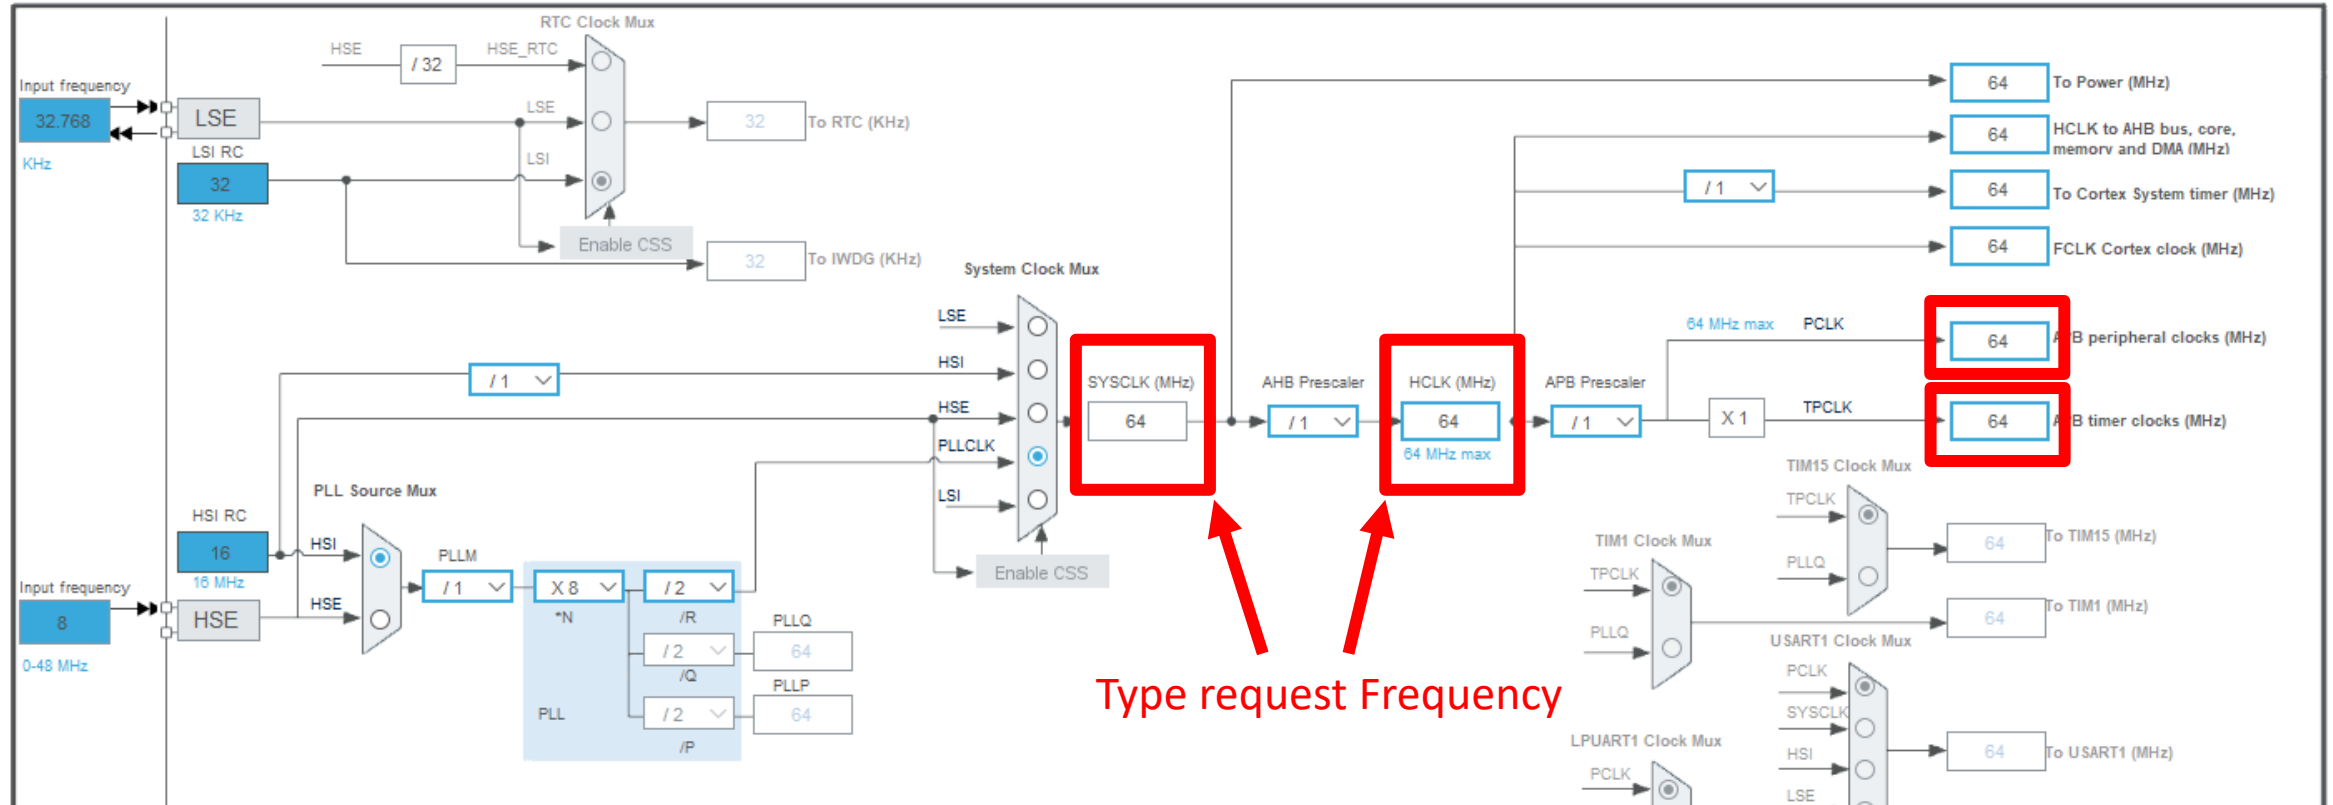 RTC Clock Mux
HSE
/ 32
HSE_RTC
Input frequency
32.768
KHz
LSE
LSE
32
To RTC (KHz)
LSI RC
32
32 KHz
LSI
Enable CSS
32
To IWDG (KHz)
System Clock Mux
LSE
HSI
/ 1
HSE
PLLCLK
LSI
Enable CSS
SYSCLK (MHz)
64
AHB Prescaler
/ 1
HCLK (MHz)
64
64 MHz max
APB Prescaler
/ 1
64
To Power (MHz)
64
HCLK to AHB bus, core,
memory and DMA (MHz)
/ 1
64
To Cortex System timer (MHz)
64
FCLK Cortex clock (MHz)
64 MHz max
PCLK
64
PB peripheral clocks (MHz)
X 1
TPCLK
64
PB timer clocks (MHz)
PLL Source Mux
HSI RC
16
16 MHz
HSI
Input frequency
8
0-48 MHz
HSE
HSE
PLLM
/ 1
X 8
*N
/ 2
/R
/ 2
/Q
PLLQ
64
/ 2
/P
PLLP
64
PLL
Type request Frequency
TIM15 Clock Mux
TPCLK
PLLQ
64
To TIM15 (MHz)
TIM1 Clock Mux
TPCLK
PLLQ
64
To TIM1 (MHz)
USART1 Clock Mux
PCLK
SYSCLK
HSI
LSE
64
To USART1 (MHz)
LPUART1 Clock Mux
PCLK